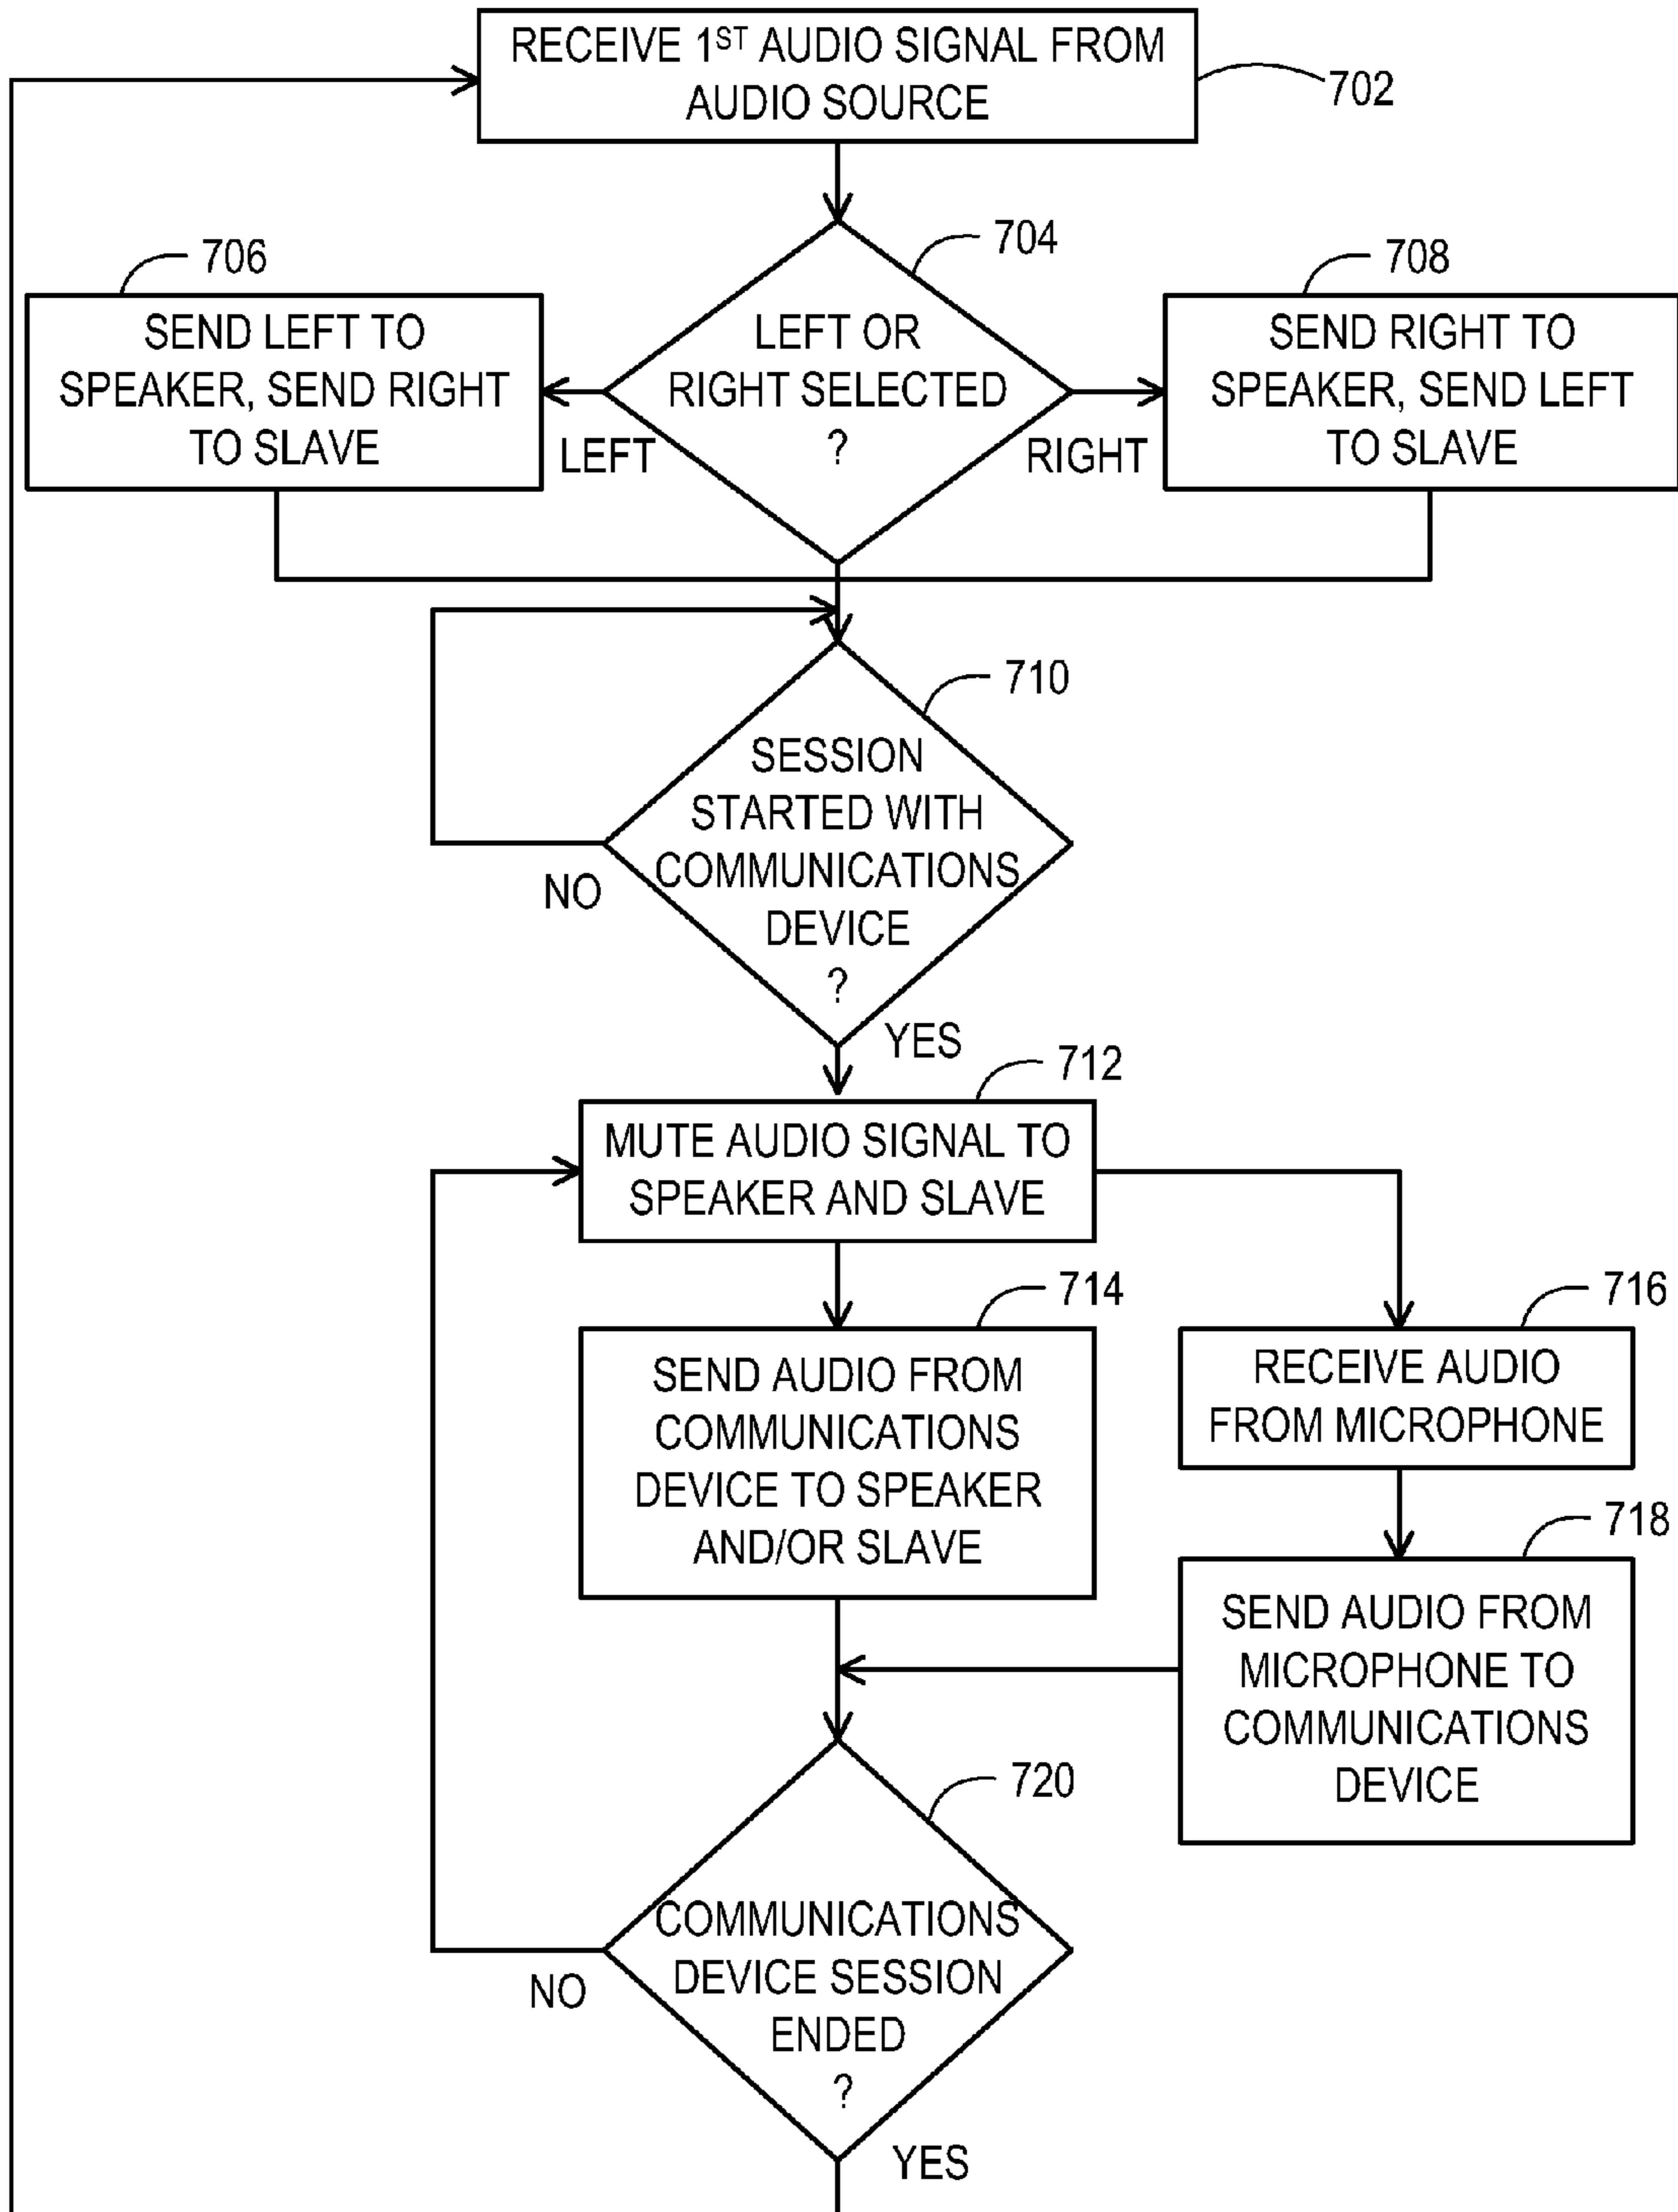 RECEIVE 1ST AUDIO SIGNAL FROM
AUDIO SOURCE
702
704
706
708
LEFT OR
RIGHT SELECTED
?
SEND LEFT TO
SPEAKER, SEND RIGHT
TO SLAVE
LEFT
RIGHT
SEND RIGHT TO
SPEAKER, SEND LEFT
TO SLAVE
710
SESSION
STARTED WITH
COMMUNICATIONS
DEVICE
?
NO
YES
712
MUTE AUDIO SIGNAL TO
SPEAKER AND SLAVE
714
SEND AUDIO FROM
COMMUNICATIONS
DEVICE TO SPEAKER
AND/OR SLAVE
716
RECEIVE AUDIO
FROM MICROPHONE
718
SEND AUDIO FROM
MICROPHONE TO
COMMUNICATIONS
DEVICE
720
COMMUNICATIONS
DEVICE SESSION
ENDED
?
NO
YES